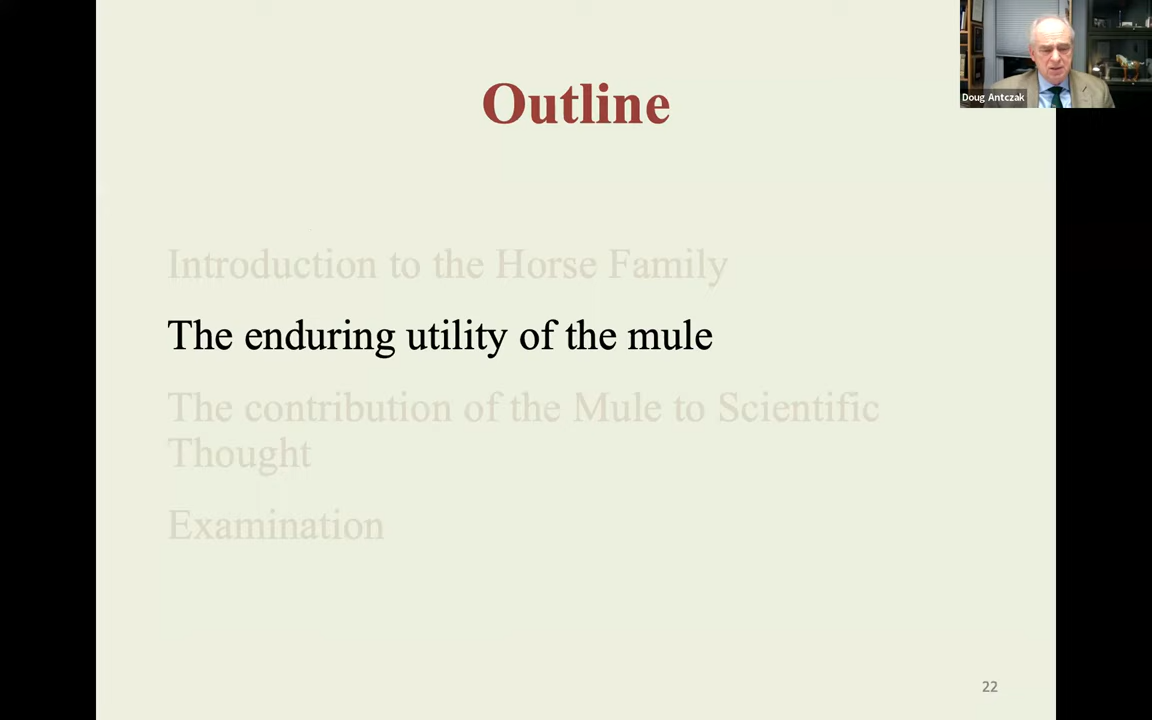 Outline
Doug Antczak
Introduction to the Horse Family
The enduring utility of the mule
The contribution of the Mule to Scientific
Thought
Examination
22